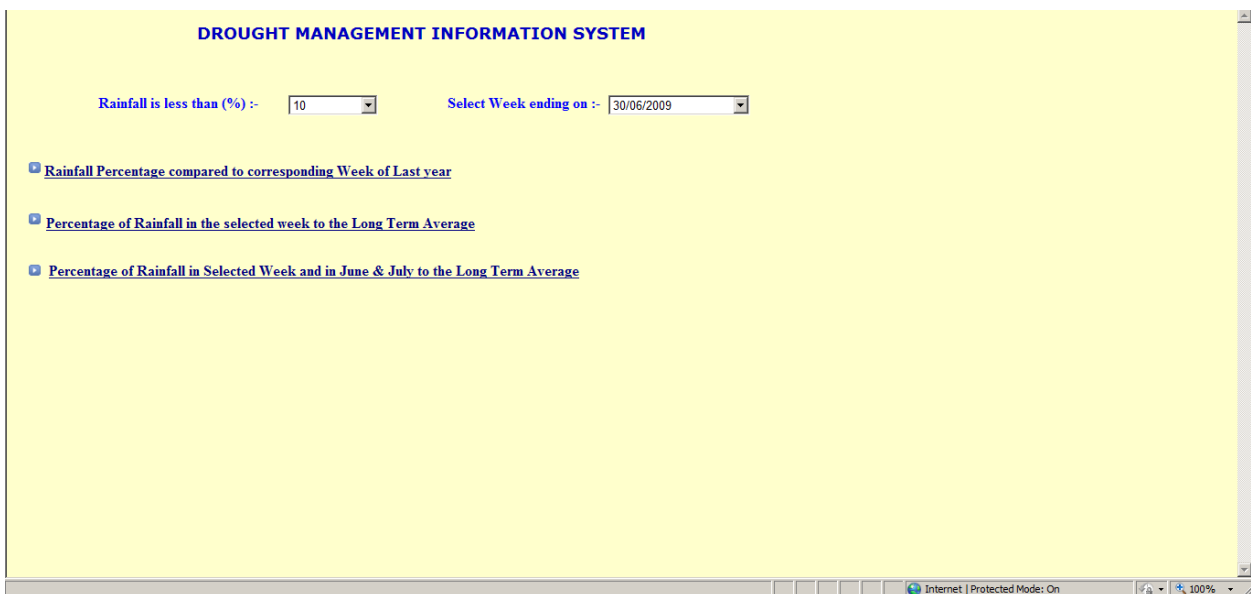 DROUGHT MANAGEMENT INFORMATION SYSTEM
Rainfall is less than (%) :- 10 Select Week ending on :- 30/06/2009
Rainfall Percentage compared to corresponding Week of Last year
Percentage of Rainfall in the selected week to the Long Term Average
Percentage of Rainfall in Selected Week and in June & July to the Long Term Average
Internet | Protected Mode: On 100%